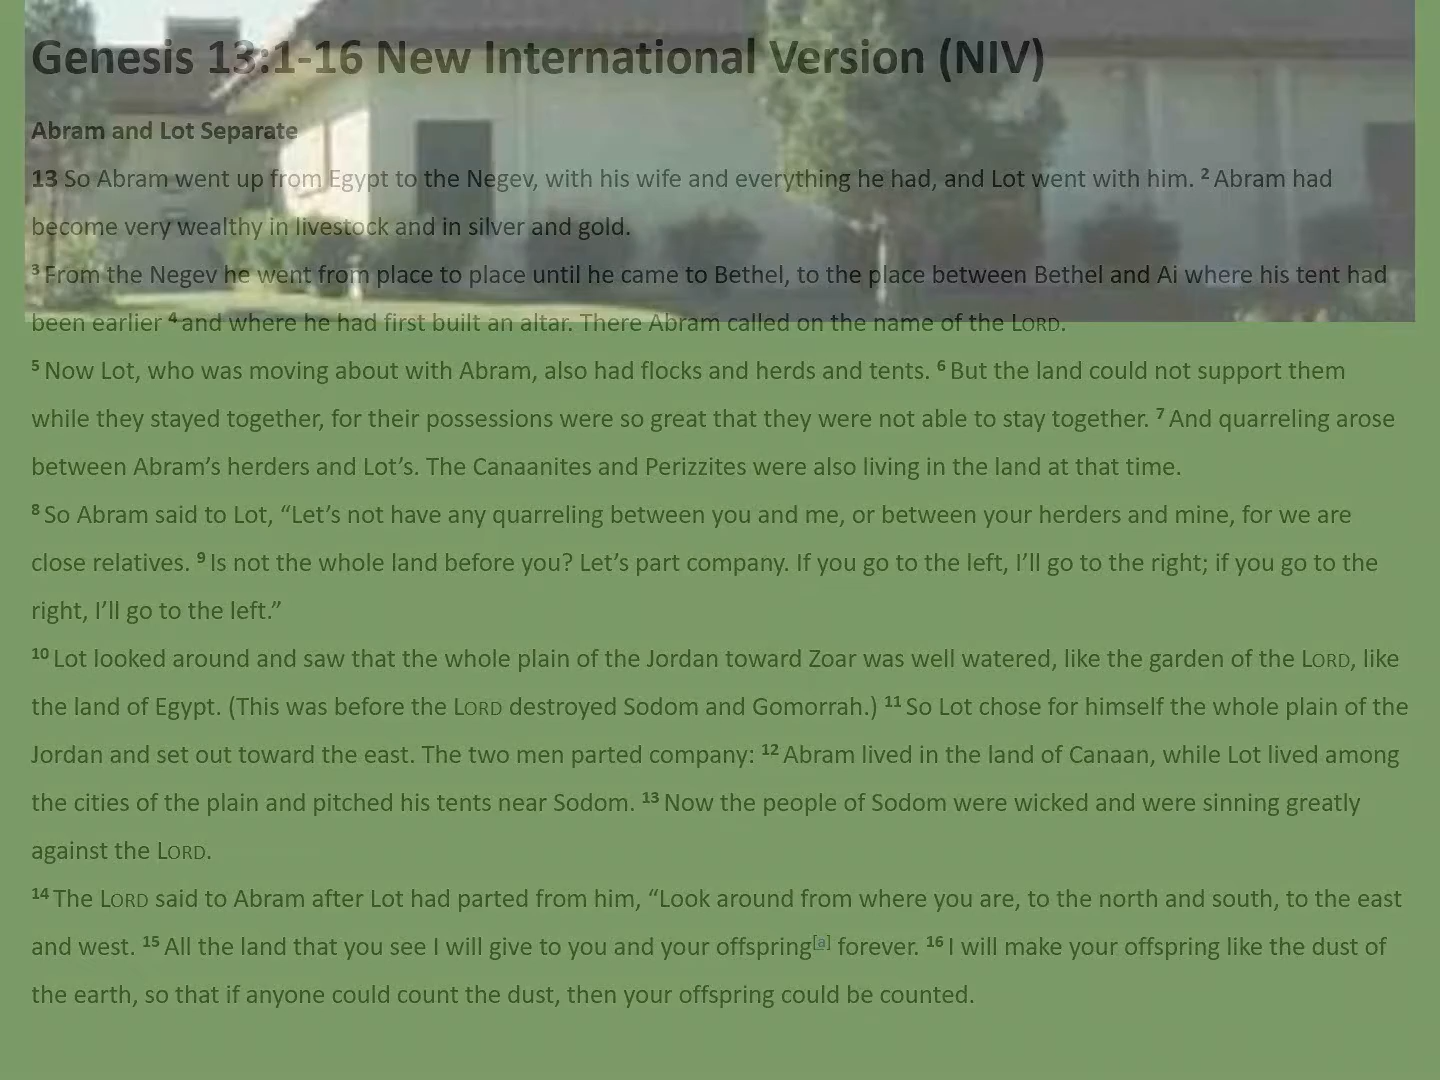 Genesis 13:1-16 New International Version (NIV)
Abram and Lot Separate
13 So Abram went up from Egypt to the Negev, with his wife and everything he had, and Lot went with him. 2 Abram had
become very wealthy in livestock and in silver and gold.
3 From the Negev he went from place to place until he came to Bethel, to the place between Bethel and Ai where his tent had
been earlier 4 and where he had first built an altar. There Abram called on the name of the LORD.
5 Now Lot, who was moving about with Abram, also had flocks and herds and tents. 6 But the land could not support them
while they stayed together, for their possessions were so great that they were not able to stay together. 7 And quarreling arose
between Abram’s herders and Lot’s. The Canaanites and Perizzites were also living in the land at that time.
8 So Abram said to Lot, “Let’s not have any quarreling between you and me, or between your herders and mine, for we are
close relatives. 9 Is not the whole land before you? Let’s part company. If you go to the left, I’ll go to the right; if you go to the
right, I’ll go to the left.”
10 Lot looked around and saw that the whole plain of the Jordan toward Zoar was well watered, like the garden of the LORD, like
the land of Egypt. (This was before the LORD destroyed Sodom and Gomorrah.) 11 So Lot chose for himself the whole plain of the
Jordan and set out toward the east. The two men parted company: 12 Abram lived in the land of Canaan, while Lot lived among
the cities of the plain and pitched his tents near Sodom. 13 Now the people of Sodom were wicked and were sinning greatly
against the LORD.
14 The LORD said to Abram after Lot had parted from him, “Look around from where you are, to the north and south, to the east
and west. 15 All the land that you see I will give to you and your offspring[a] forever. 16 I will make your offspring like the dust of
the earth, so that if anyone could count the dust, then your offspring could be counted.